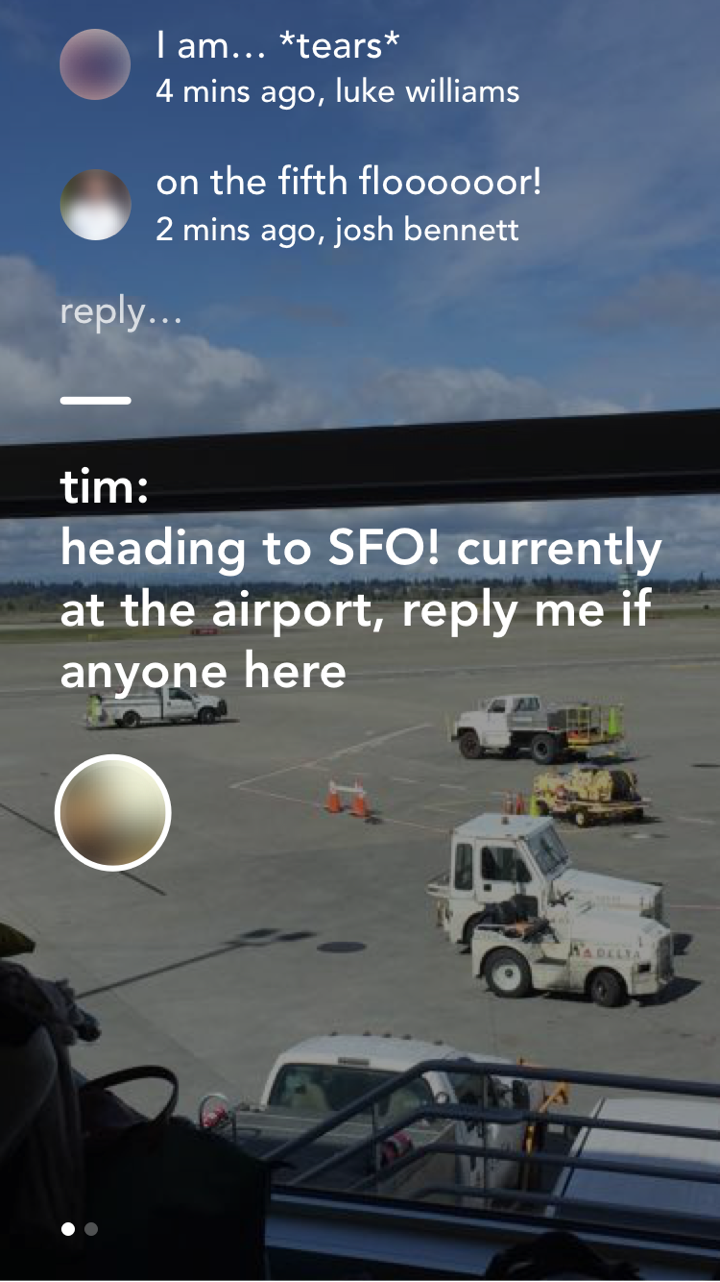 I am... *tears*
4 mins ago, luke williams
on the fifth floooooor!
2 mins ago, josh bennett
reply...
tim:
heading to SFO! currently
at the airport, reply me if
anyone here
DELTA